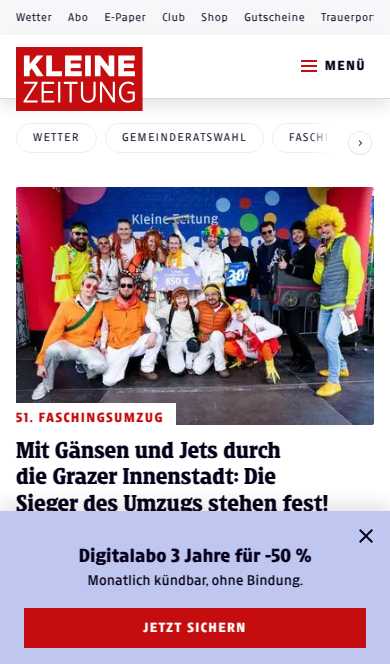 Wetter Abo E-Paper Club Shop Gutscheine Trauerpor
KLEINE
ZEITUNG
MENÜ
WETTER GEMEINDERATSWAHL FASCHI
Kleine Zeitung
850 €
51. FASCHINGSUMZUG
Mit Gänsen und Jets durch
die Grazer Innenstadt: Die
Sieger des Umzugs stehen fest!
Digitalabo 3 Jahre für -50 %
Monatlich kündbar, ohne Bindung.
JETZT SICHERN